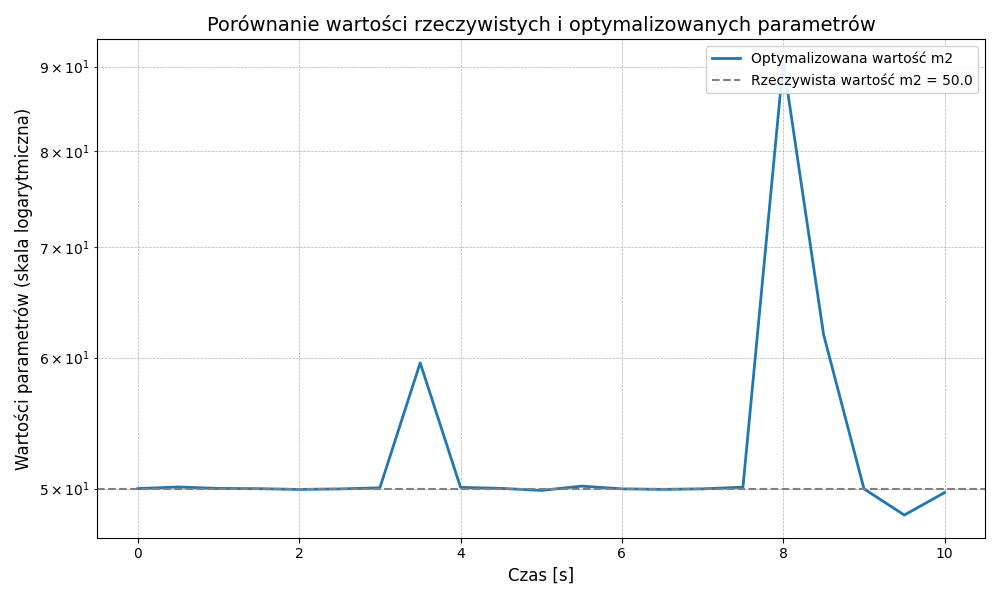 Porównanie wartości rzeczywistych i optymalizowanych parametrów
Optymalizowana wartość m2
Rzeczywista wartość m2 = 50.0
Wartości parametrów (skala logarytmiczna)
9 × 10¹
8 × 10¹
7 × 10¹
6 × 10¹
5 × 10¹
0 2 4 6 8 10
Czas [s]